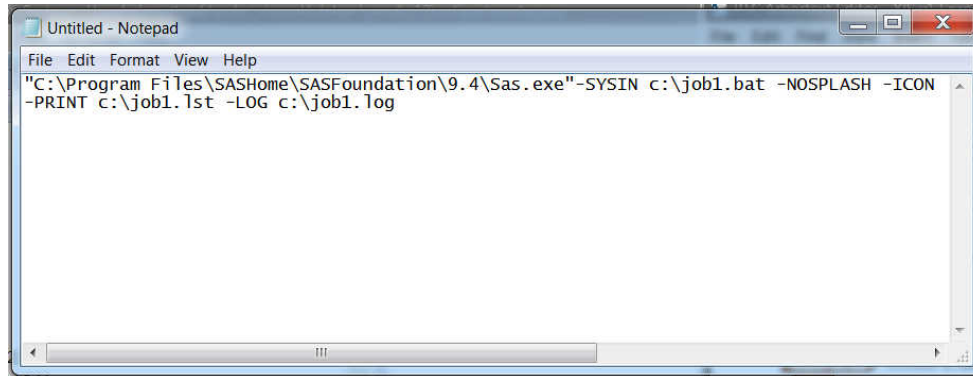 Untitled - Notepad
File Edit Format View Help
"C:\Program Files\SASHome\SASFoundation\9.4\Sas.exe"-SYSIN c:\job1.bat -NOSPLASH -ICON
-PRINT c:\job1.lst -LOG c:\job1.log